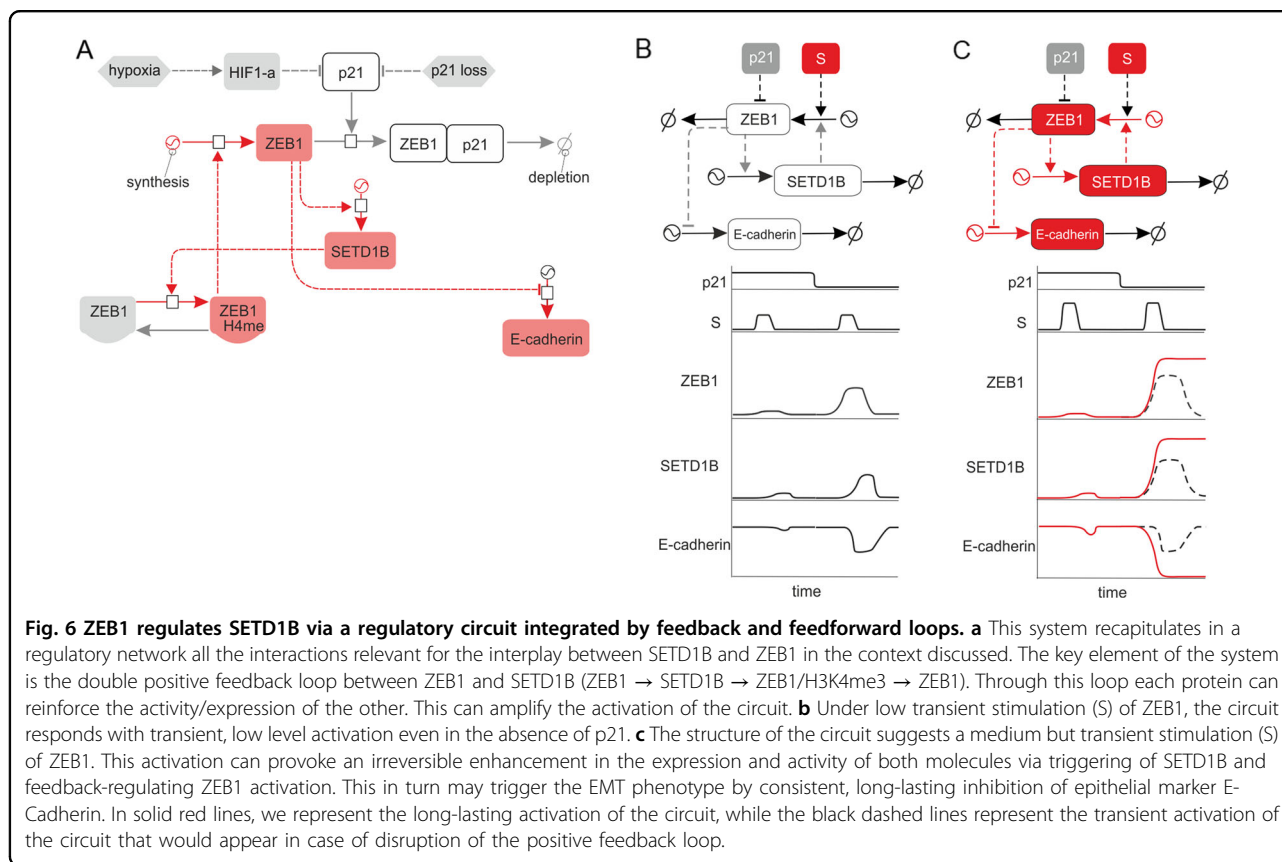 A
hypoxia
HIF1-a
p21
p21 loss
synthesis
ZEB1
ZEB1
p21
depletion
SETD1B
ZEB1
ZEB1
H4me
E-cadherin
B
p21
S
ZEB1
SETD1B
E-cadherin
p21
S
ZEB1
SETD1B
E-cadherin
time
C
p21
S
ZEB1
SETD1B
E-cadherin
p21
S
ZEB1
SETD1B
E-cadherin
time
Fig. 6 ZEB1 regulates SETD1B via a regulatory circuit integrated by feedback and feedforward loops. a This system recapitulates in a
regulatory network all the interactions relevant for the interplay between SETD1B and ZEB1 in the context discussed. The key element of the system
is the double positive feedback loop between ZEB1 and SETD1B (ZEB1 → SETD1B → ZEB1/H3K4me3 → ZEB1). Through this loop each protein can
reinforce the activity/expression of the other. This can amplify the activation of the circuit. b Under low transient stimulation (S) of ZEB1, the circuit
responds with transient, low level activation even in the absence of p21. c The structure of the circuit suggests a medium but transient stimulation (S)
of ZEB1. This activation can provoke an irreversible enhancement in the expression and activity of both molecules via triggering of SETD1B and
feedback-regulating ZEB1 activation. This in turn may trigger the EMT phenotype by consistent, long-lasting inhibition of epithelial marker E-
Cadherin. In solid red lines, we represent the long-lasting activation of the circuit, while the black dashed lines represent the transient activation of
the circuit that would appear in case of disruption of the positive feedback loop.